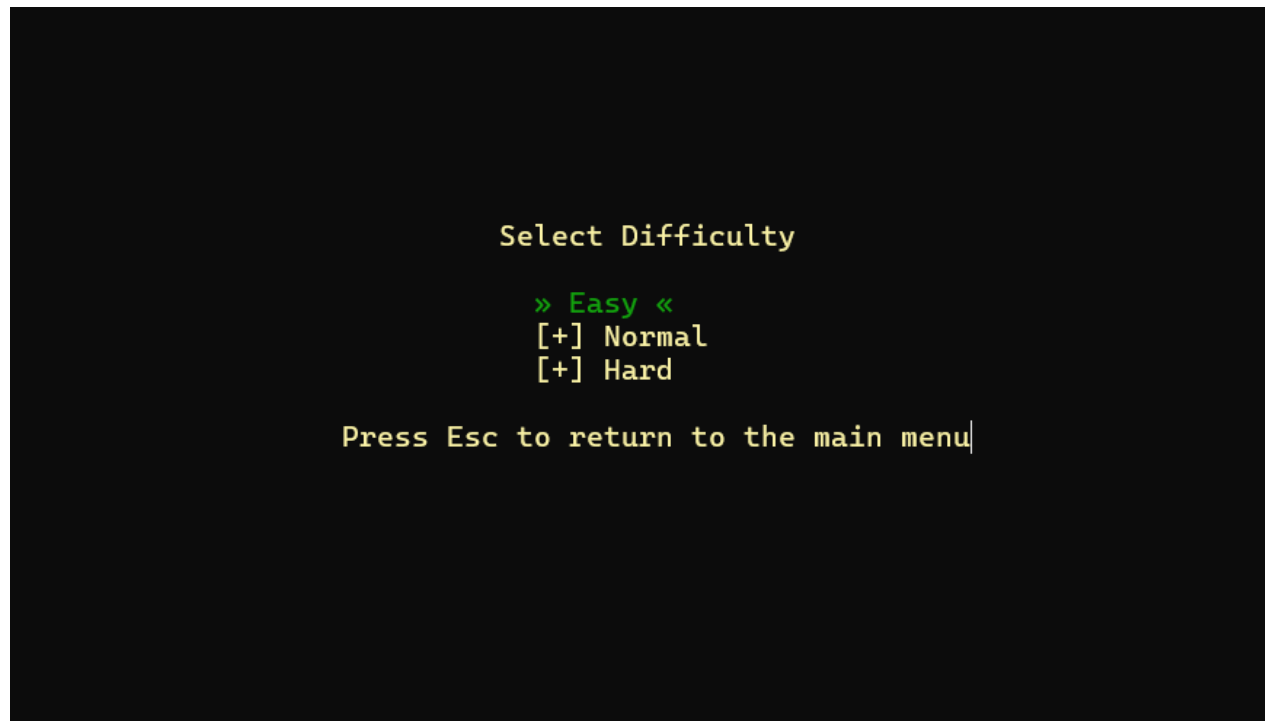 Select Difficulty
» Easy «
[+] Normal
[+] Hard
Press Esc to return to the main menu